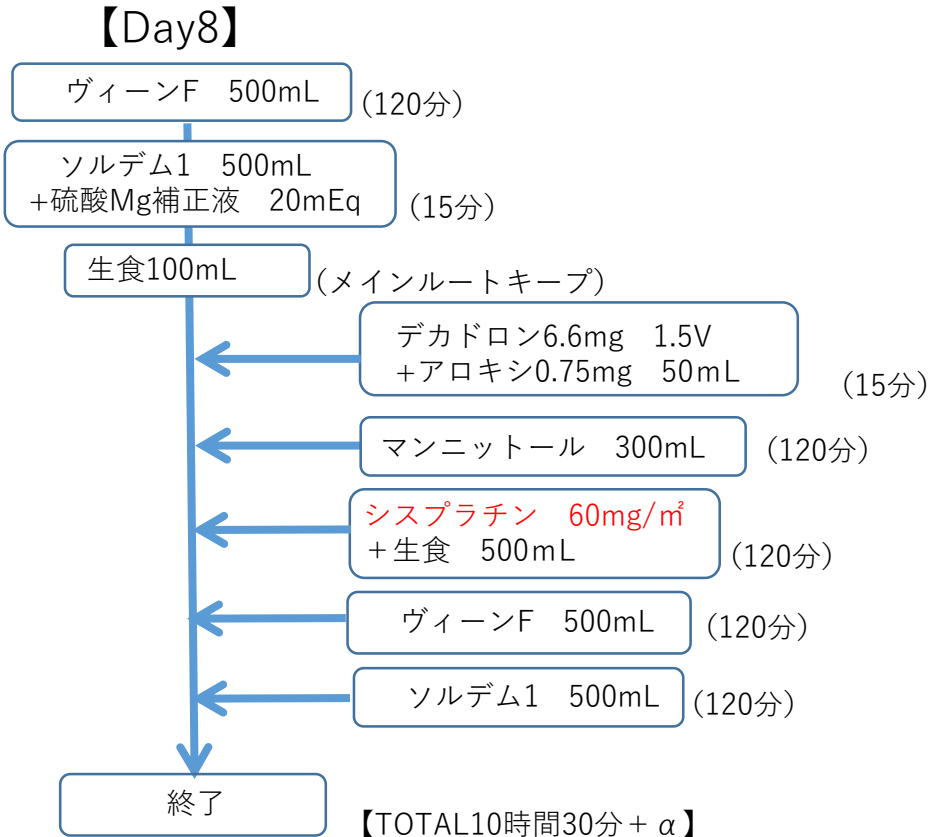 【Day8】
ヴィーンF　500mL
(120分)
ソルデム1　500mL
+硫酸Mg補正液　20mEq
(15分)
生食100mL
(メインルートキープ)
デカドロン6.6mg　1.5V
+アロキシ0.75mg　50mL
(15分)
マンニットール　300mL
(120分)
シスプラチン　60mg/㎡
＋生食　500mL
(120分)
ヴィーンF　500mL
(120分)
ソルデム1　500mL
(120分)
終了
【TOTAL10時間30分＋α】